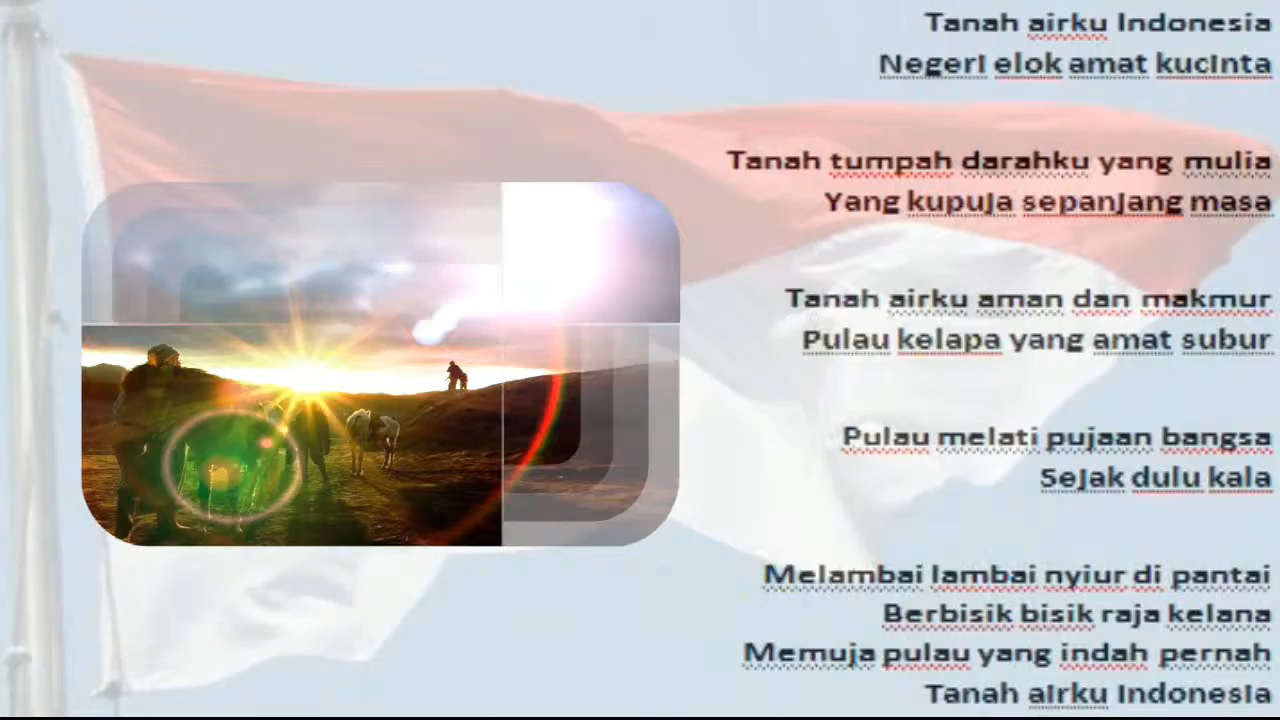 Tanah airku Indonesia
Negeri elok amat kucinta
Tanah tumpah darahku yang mulia
Yang kupuja sepanjang masa
Tanah airku aman dan makmur
Pulau kelapa yang amat subur
Pulau melati pujaan bangsa
Sejak dulu kala
Melambai lambai nyiur di pantai
Berbisik bisik raja kelana
Memuja pulau yang indah pernah
Tanah airku Indonesia